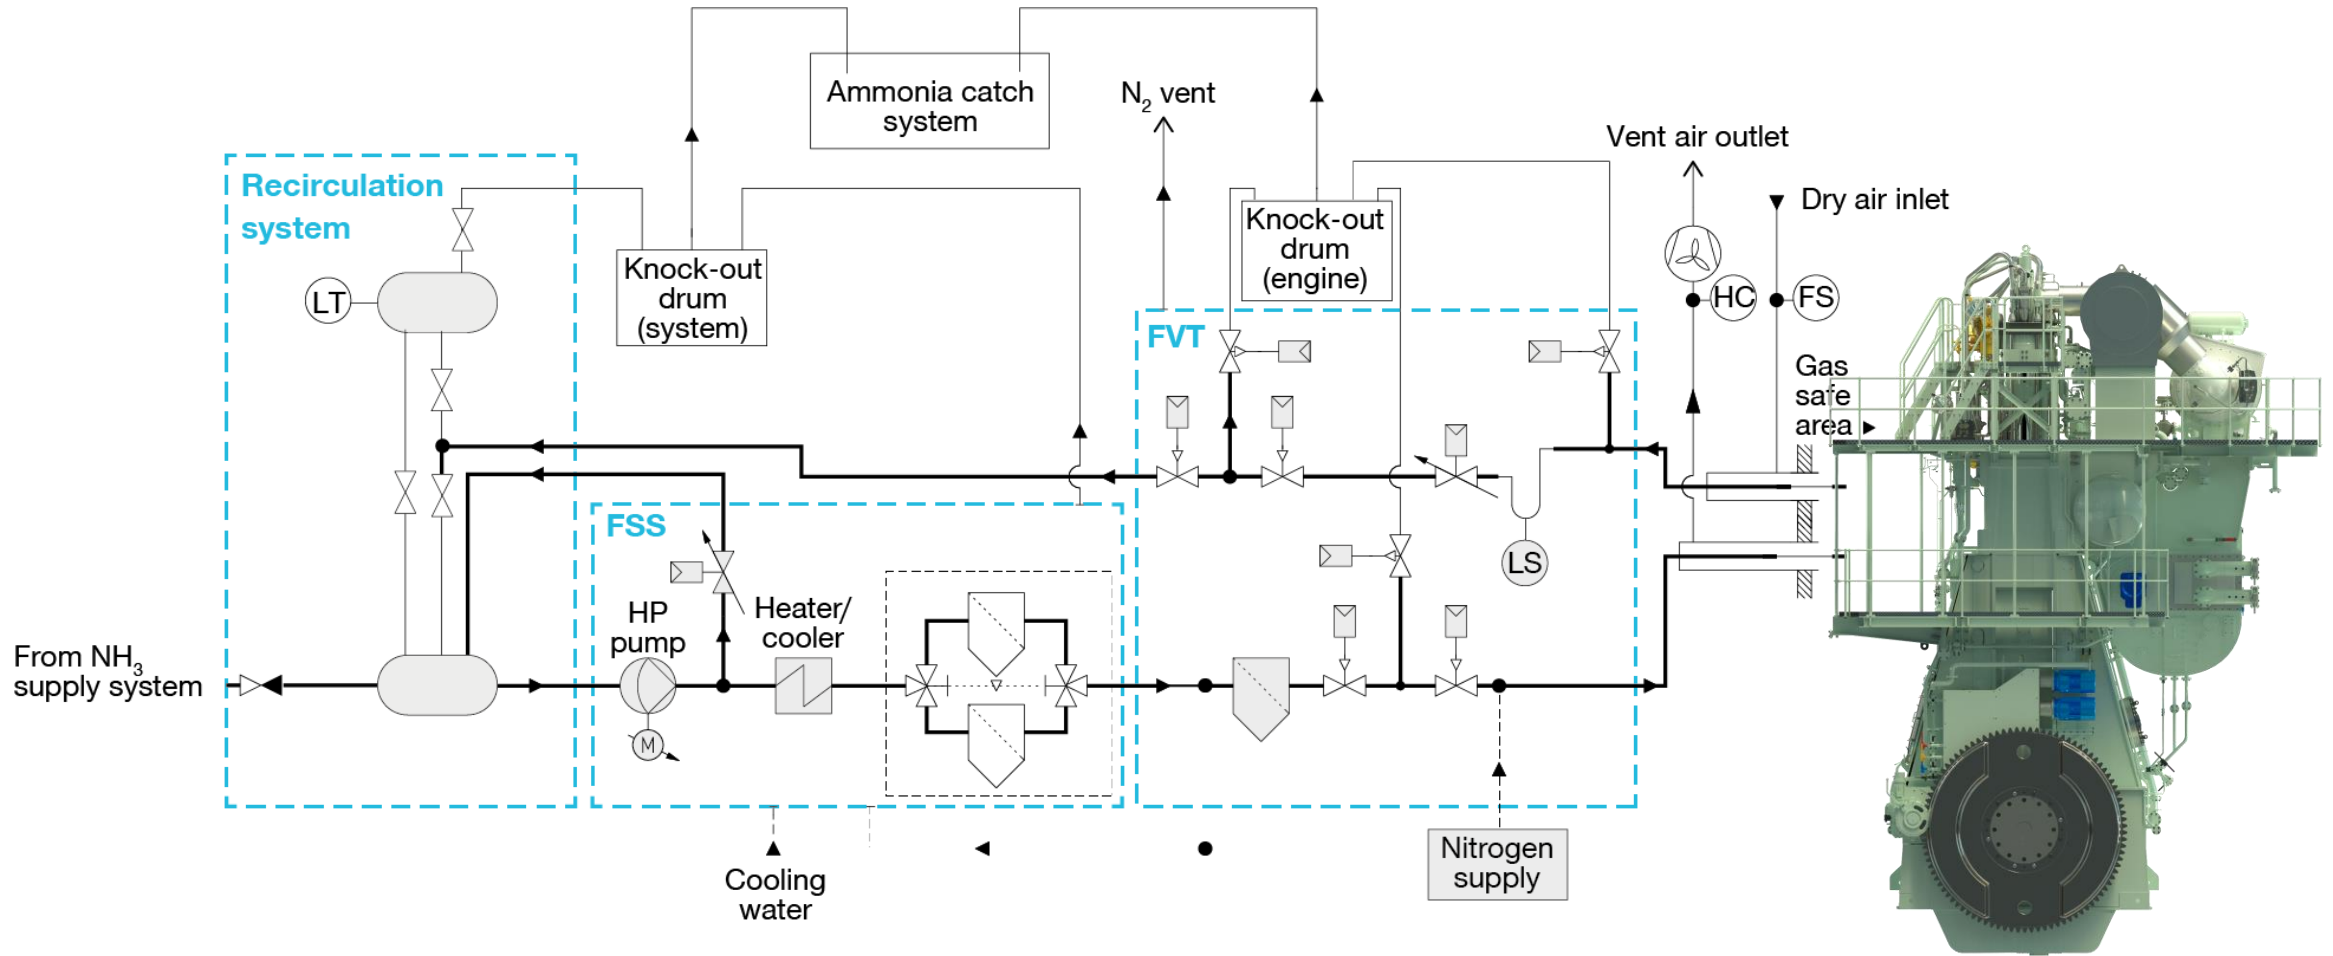 Ammonia catch
system
N2 vent
Vent air outlet
Dry air inlet
Recirculation
system
Knock-out
drum
(system)
Knock-out
drum
(engine)
LT
HC
FS
FVT
Gas
safe
area
FSS
LS
HP
pump
Heater/
cooler
From NH3
supply system
M
Cooling
water
Nitrogen
supply